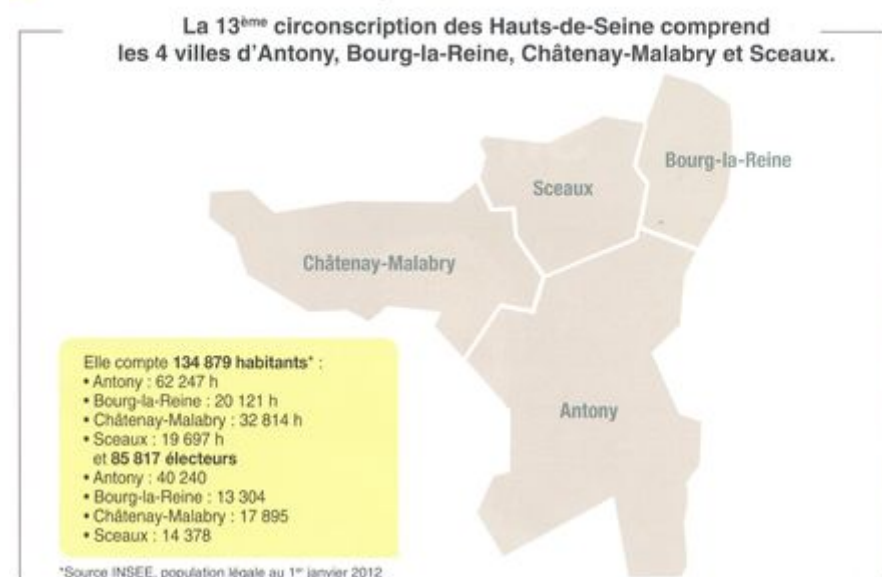 La 13ème circonscription des Hauts-de-Seine comprend
les 4 villes d'Antony, Bourg-la-Reine, Châtenay-Malabry et Sceaux.
Bourg-la-Reine
Sceaux
Châtenay-Malabry
Antony
Elle compte 134 879 habitants* :
• Antony : 62 247 h
• Bourg-la-Reine : 20 121 h
• Châtenay-Malabry : 32 814 h
• Sceaux : 19 697 h
et 85 817 électeurs
• Antony : 40 240
• Bourg-la-Reine : 13 304
• Châtenay-Malabry : 17 895
• Sceaux : 14 378
*Source INSEE, population légale au 1er janvier 2012